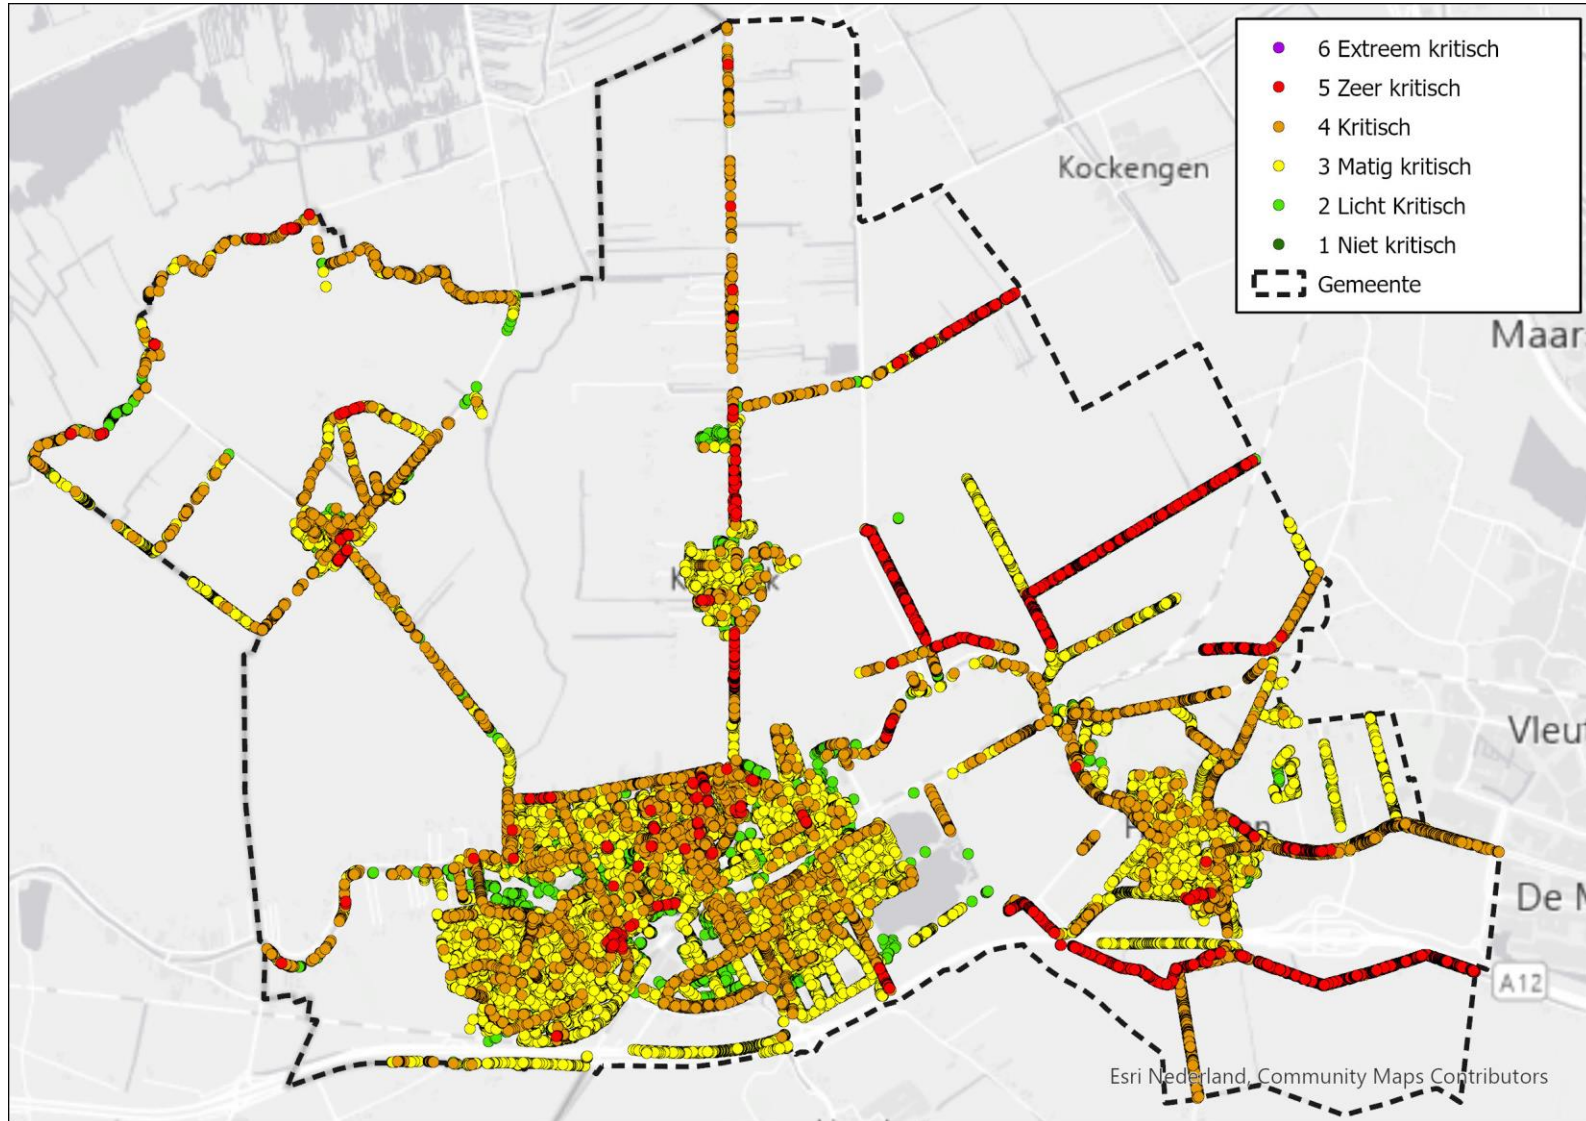 6 Extreem kritisch
5 Zeer kritisch
4 Kritisch
3 Matig kritisch
2 Licht Kritisch
1 Niet kritisch
Gemeente
Kockengen
Maar
Vleu
De M
A12
Esri Nederland, Community Maps Contributors